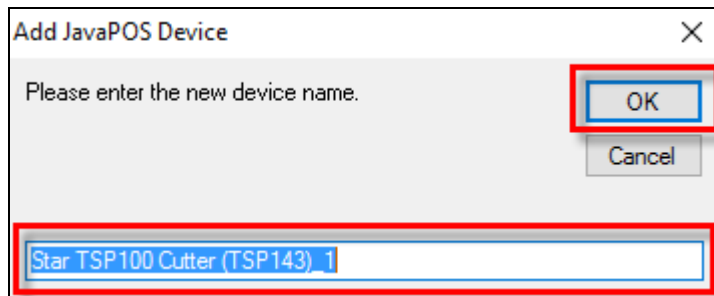 Add JavaPOS Device
Please enter the new device name.
OK
Cancel
Star TSP100 Cutter (TSP143)_1